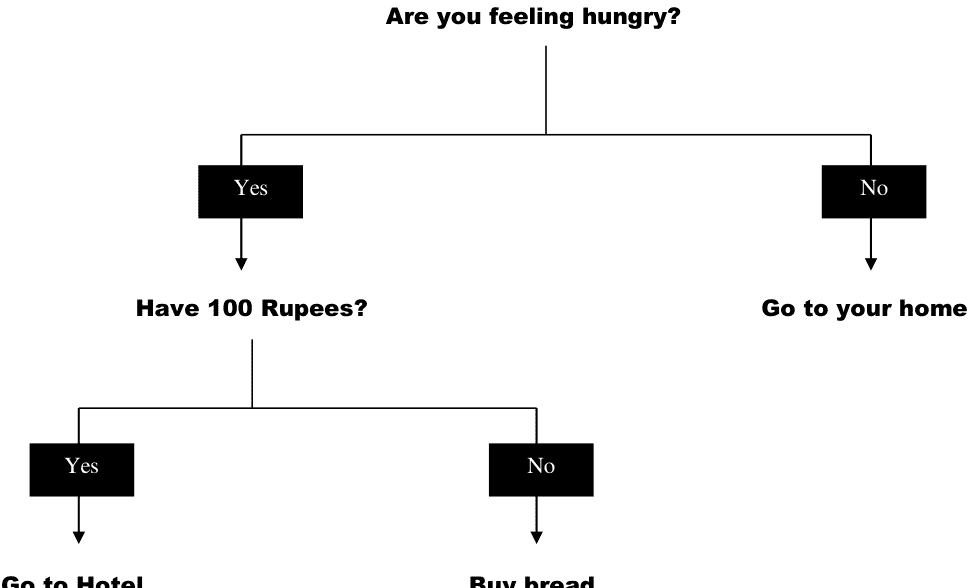 Are you feeling hungry?
Yes
No
Have 100 Rupees?
Go to your home
Yes
No
Go to Hotel
Buy bread